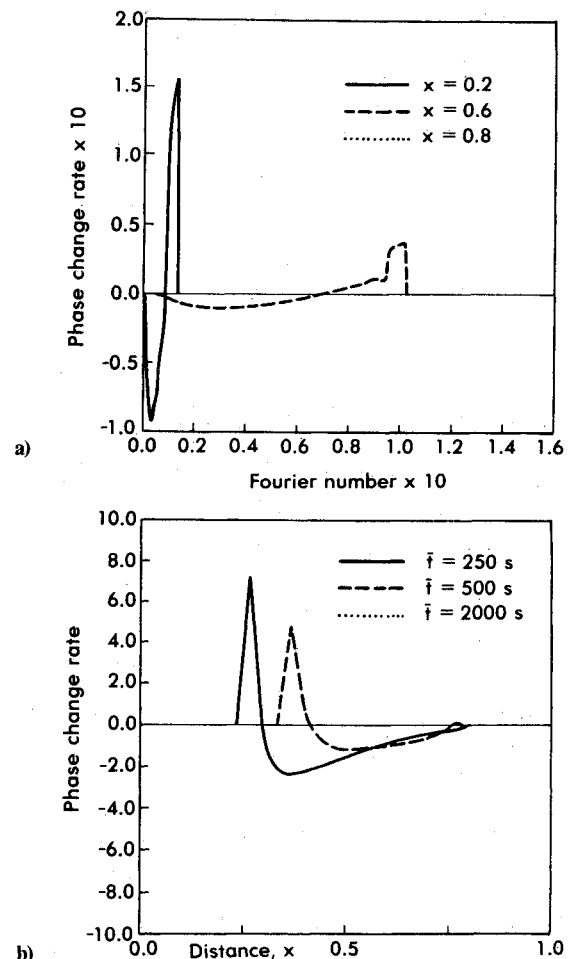 2.0
1.5
1.0
0.5
0.0
-0.5
-1.0
Phase change rate x 10
x = 0.2
x = 0.6
x = 0.8
0.0 0.2 0.4 0.6 0.8 1.0 1.2 1.4 1.6
a)
Fourier number x 10
10.0
8.0
6.0
4.0
2.0
0.0
-2.0
-4.0
-6.0
-8.0
-10.0
Phase change rate
t̄ = 250 s
t̄ = 500 s
t̄ = 2000 s
0.0 0.5 1.0
b)
Distance, x